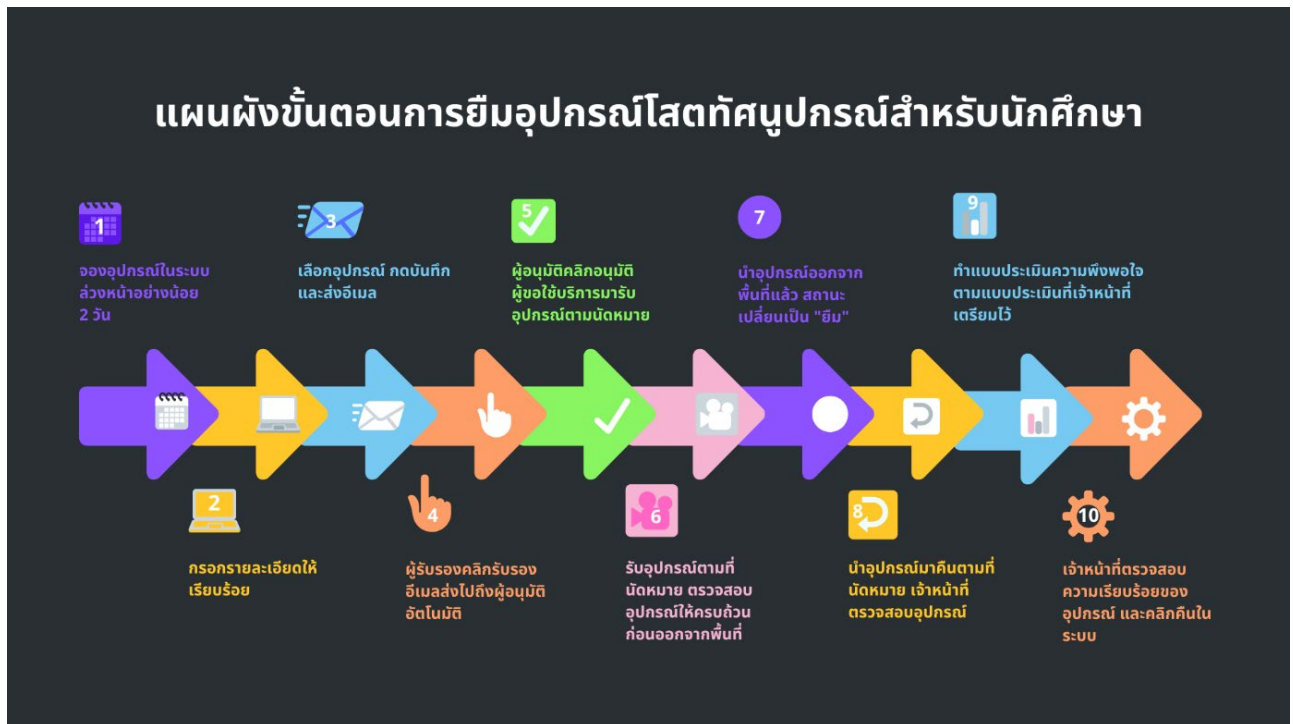 แผนผังขั้นตอนการยืมอุปกรณ์โสตทัศนูปกรณ์สำหรับนักศึกษา
1
จองอุปกรณ์ในระบบ
ล่วงหน้าอย่างน้อย
2 วัน
2
กรอกรายละเอียดให้
เรียบร้อย
3
เลือกอุปกรณ์ กดบันทึก
และส่งอีเมล
4
ผู้รับรองคลิกรับรอง
อีเมลส่งไปถึงผู้อนุมัติ
อัตโนมัติ
5
ผู้อนุมัติคลิกอนุมัติ
ผู้ขอใช้บริการมารับ
อุปกรณ์ตามนัดหมาย
6
รับอุปกรณ์ตามที่
นัดหมาย ตรวจสอบ
อุปกรณ์ให้ครบถ้วน
ก่อนออกจากพื้นที่
7
นำอุปกรณ์ออกจาก
พื้นที่แล้ว สถานะ
เปลี่ยนเป็น "ยืม"
8
นำอุปกรณ์มาคืนตามที่
นัดหมาย เจ้าหน้าที่
ตรวจสอบอุปกรณ์
9
ทำแบบประเมินความพึงพอใจ
ตามแบบประเมินที่เจ้าหน้าที่
เตรียมไว้
10
เจ้าหน้าที่ตรวจสอบ
ความเรียบร้อยของ
อุปกรณ์ และคลิกคืนใน
ระบบ